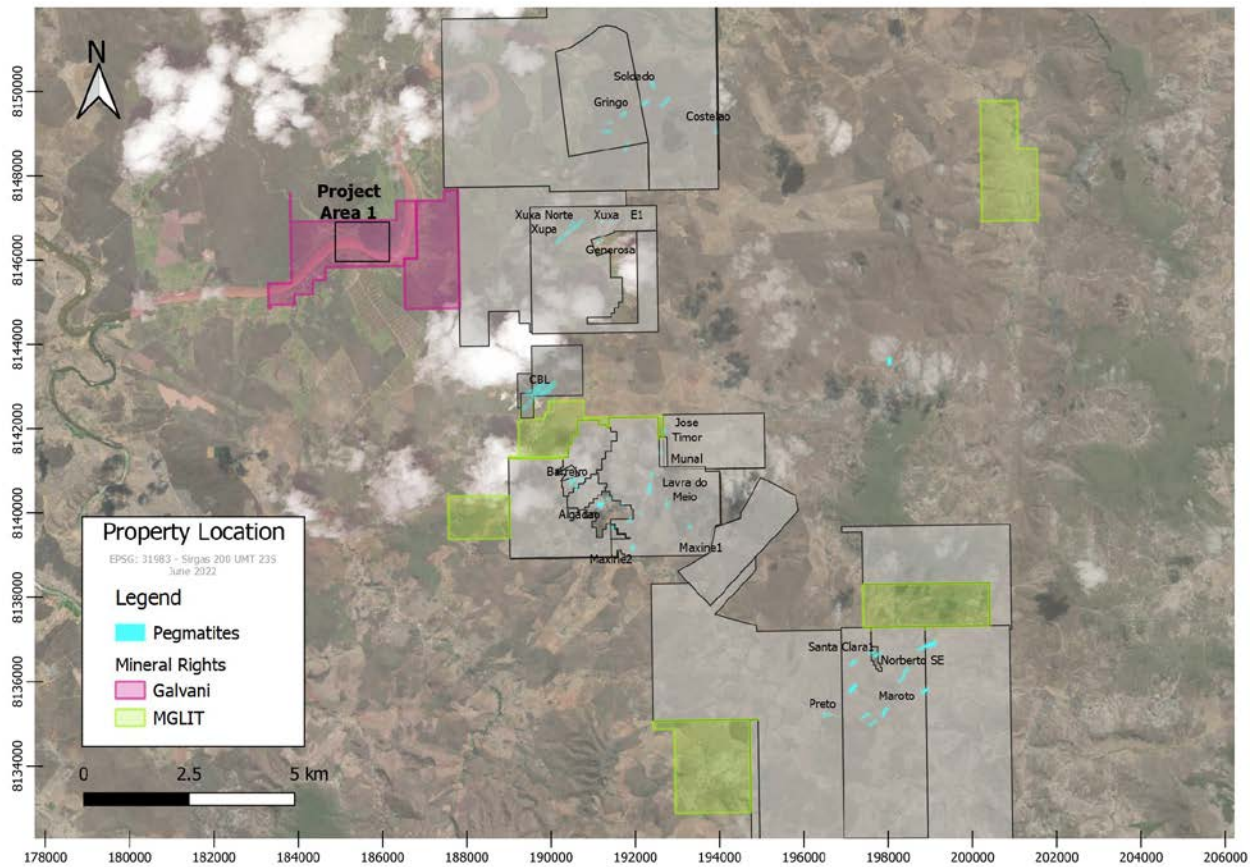 N
8150000
8148000
8146000
8144000
8142000
8140000
8138000
8136000
8134000
Soldado
Gringo
Costelao
Project
Area 1
Xuxa Norte
Xuxa
E1
Xupa
Generosa
CBL
Jose
Timor
Munal
Barreiro
Lavra do
Meio
Maxine1
Maxine2
Santa Clara1
Norberto SE
Preto
Maroto
Property Location
EPSG: 31983 - Sirgas 200 UMT 23S
June 2022
Legend
Pegmatites
Mineral Rights
Galvani
MGLIT
0
2.5
5 km
178000
180000
182000
184000
186000
188000
190000
192000
194000
196000
198000
200000
202000
204000
206000